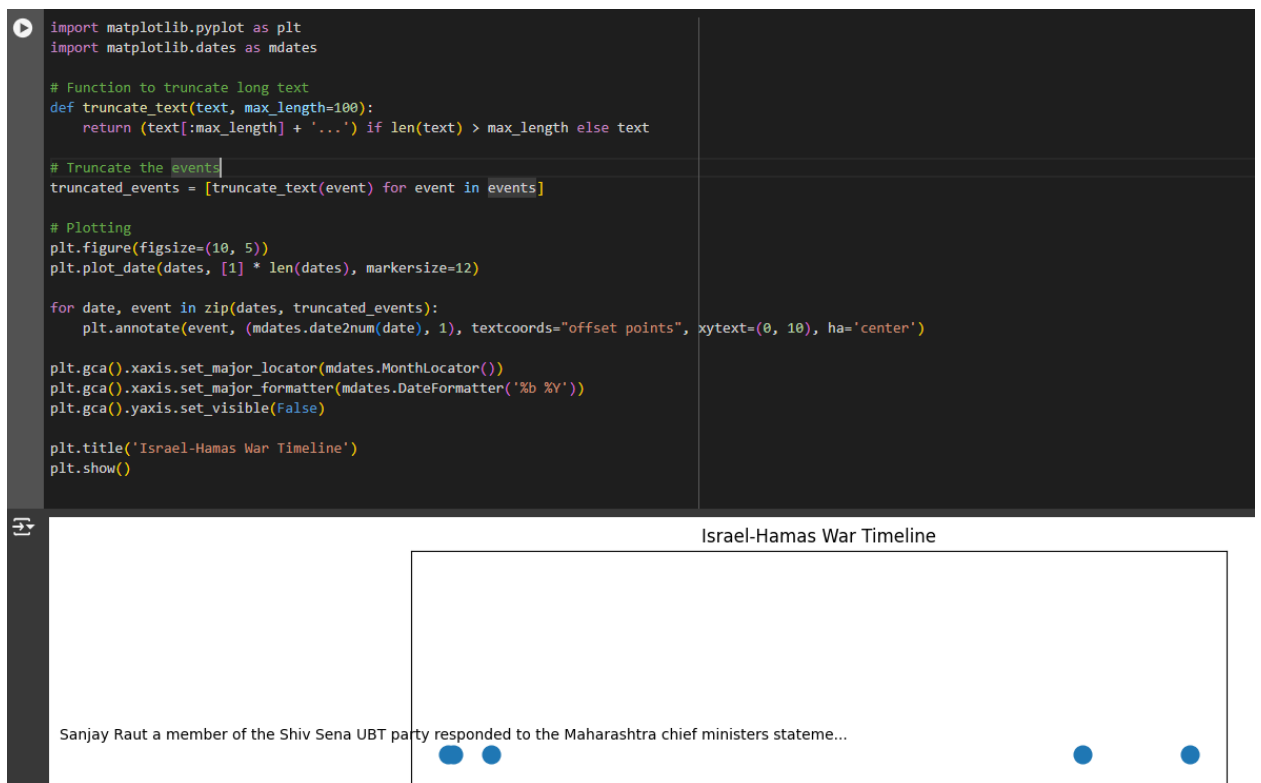 import matplotlib.pyplot as plt
import matplotlib.dates as mdates
# Function to truncate long text
def truncate_text(text, max_length=100):
    return (text[:max_length] + '...') if len(text) > max_length else text
# Truncate the events
truncated_events = [truncate_text(event) for event in events]
# Plotting
plt.figure(figsize=(10, 5))
plt.plot_date(dates, [1] * len(dates), markersize=12)
for date, event in zip(dates, truncated_events):
    plt.annotate(event, (mdates.date2num(date), 1), textcoords="offset points", xytext=(0, 10), ha='center')
plt.gca().xaxis.set_major_locator(mdates.MonthLocator())
plt.gca().xaxis.set_major_formatter(mdates.DateFormatter('%b %Y'))
plt.gca().yaxis.set_visible(False)
plt.title('Israel-Hamas War Timeline')
plt.show()
Israel-Hamas War Timeline
Sanjay Raut a member of the Shiv Sena UBT party responded to the Maharashtra chief ministers stateme...